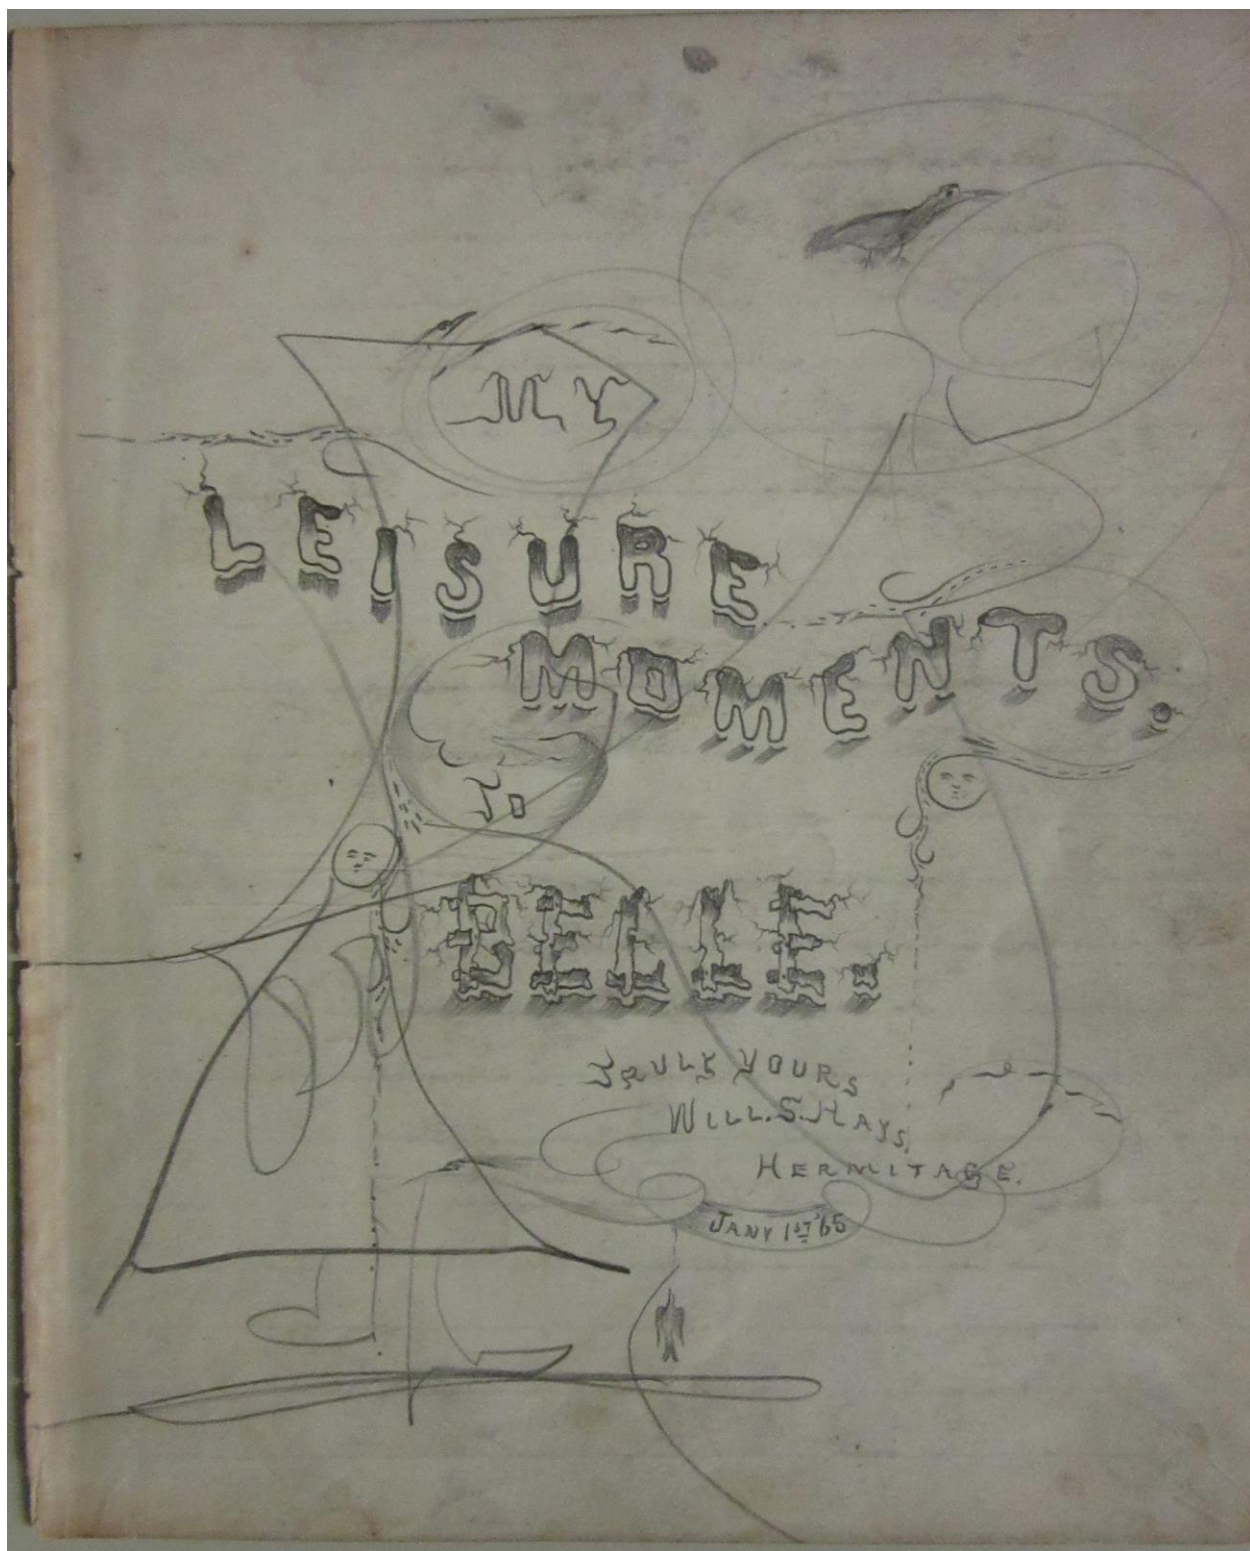 MY
LEISURE
MOMENTS.
TO
BELLE.
TRULY YOURS
WILL. S. HAYS,
HERMITAGE.
JANY 1ST '65